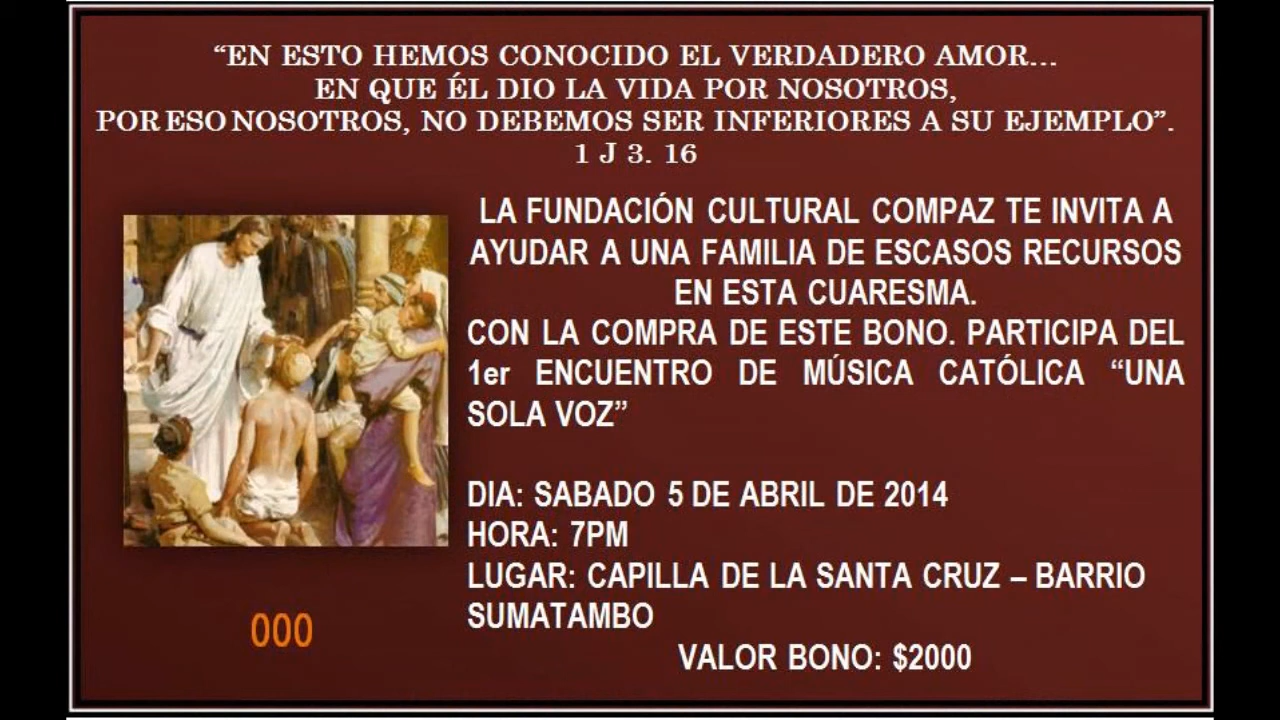 “EN ESTO HEMOS CONOCIDO EL VERDADERO AMOR...
EN QUE ÉL DIO LA VIDA POR NOSOTROS,
POR ESO NOSOTROS, NO DEBEMOS SER INFERIORES A SU EJEMPLO”.
1 J 3. 16
LA FUNDACIÓN CULTURAL COMPAZ TE INVITA A
AYUDAR A UNA FAMILIA DE ESCASOS RECURSOS
EN ESTA CUARESMA.
CON LA COMPRA DE ESTE BONO. PARTICIPA DEL
1er ENCUENTRO DE MÚSICA CATÓLICA “UNA
SOLA VOZ”
DIA: SABADO 5 DE ABRIL DE 2014
HORA: 7PM
LUGAR: CAPILLA DE LA SANTA CRUZ – BARRIO
SUMATAMBO
000
VALOR BONO: $2000